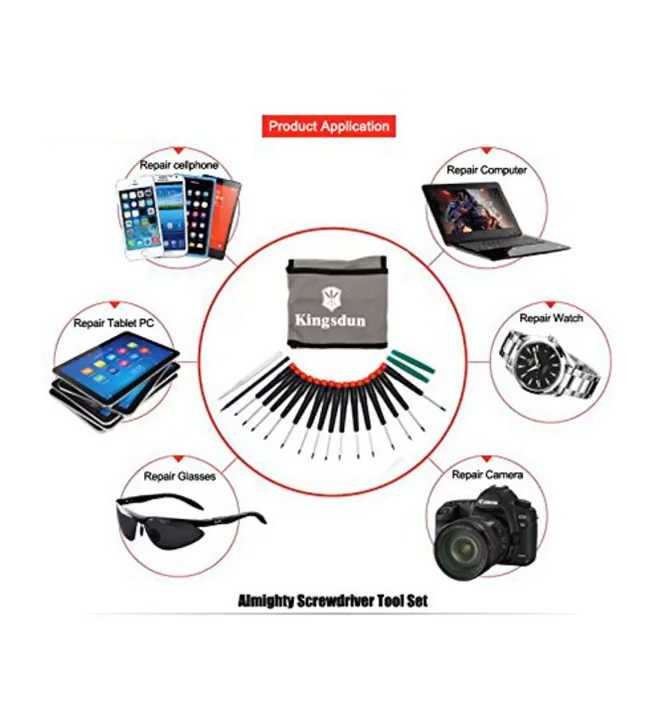 Product Application
Repair cellphone
Repair Computer
Kingsdun
Repair Tablet PC
Repair Watch
Repair Glasses
Repair Camera
Canon
Almighty Screwdriver Tool Set